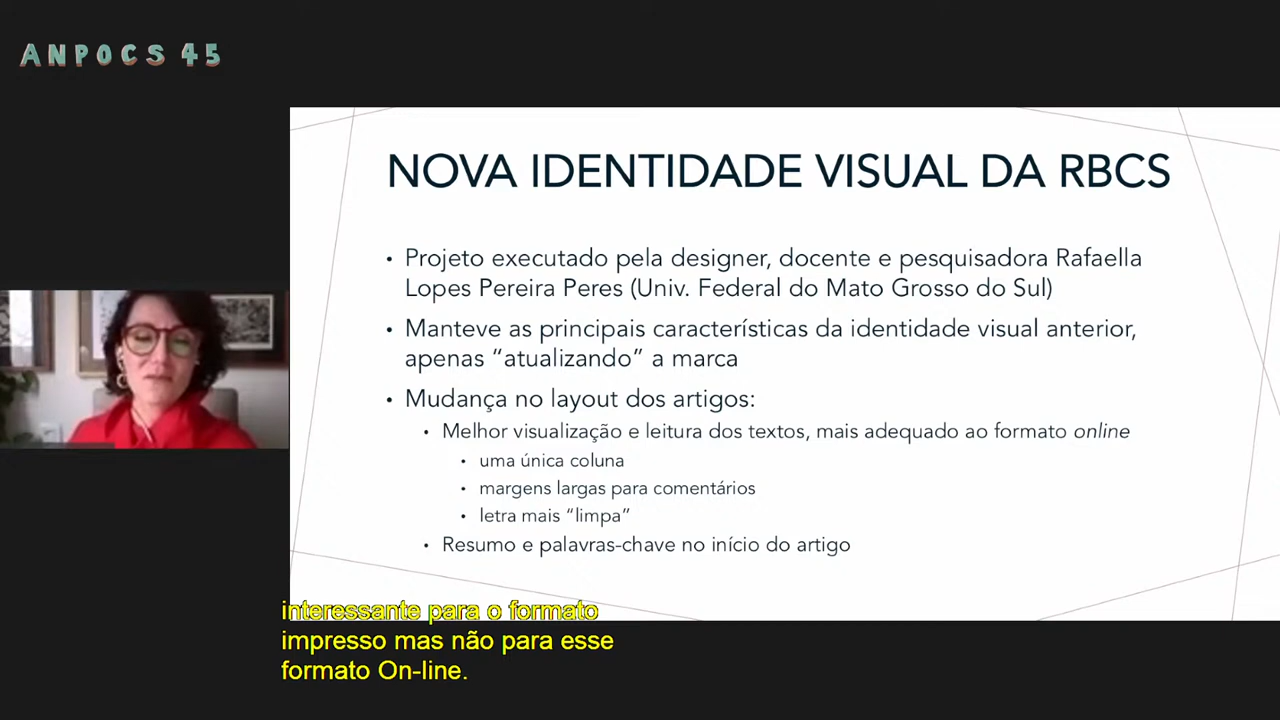 ANPOCS 45
NOVA IDENTIDADE VISUAL DA RBCS
• Projeto executado pela designer, docente e pesquisadora Rafaella
Lopes Pereira Peres (Univ. Federal do Mato Grosso do Sul)
• Manteve as principais características da identidade visual anterior,
apenas “atualizando” a marca
• Mudança no layout dos artigos:
• Melhor visualização e leitura dos textos, mais adequado ao formato online
• uma única coluna
• margens largas para comentários
• letra mais “limpa”
• Resumo e palavras-chave no início do artigo
interessante para o formato
impresso mas não para esse
formato On-line.